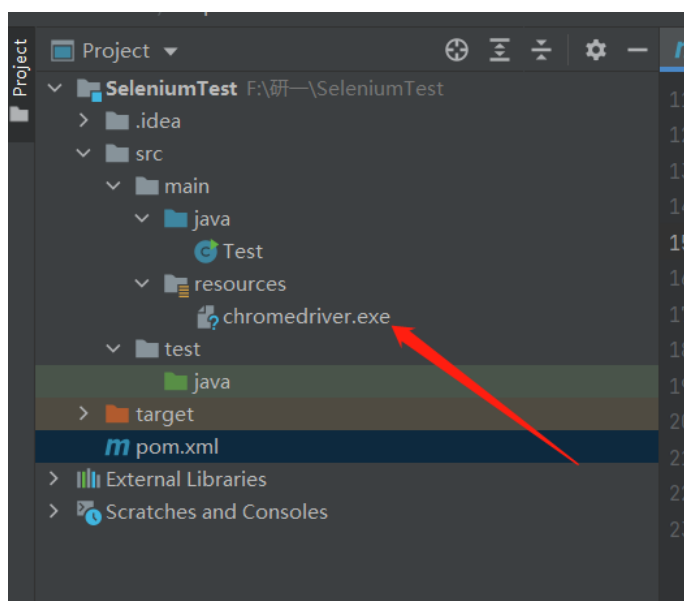 Project
Project
SeleniumTest F:\研一\SeleniumTest
.idea
src
main
java
Test
resources
chromedriver.exe
test
java
target
pom.xml
External Libraries
Scratches and Consoles
15